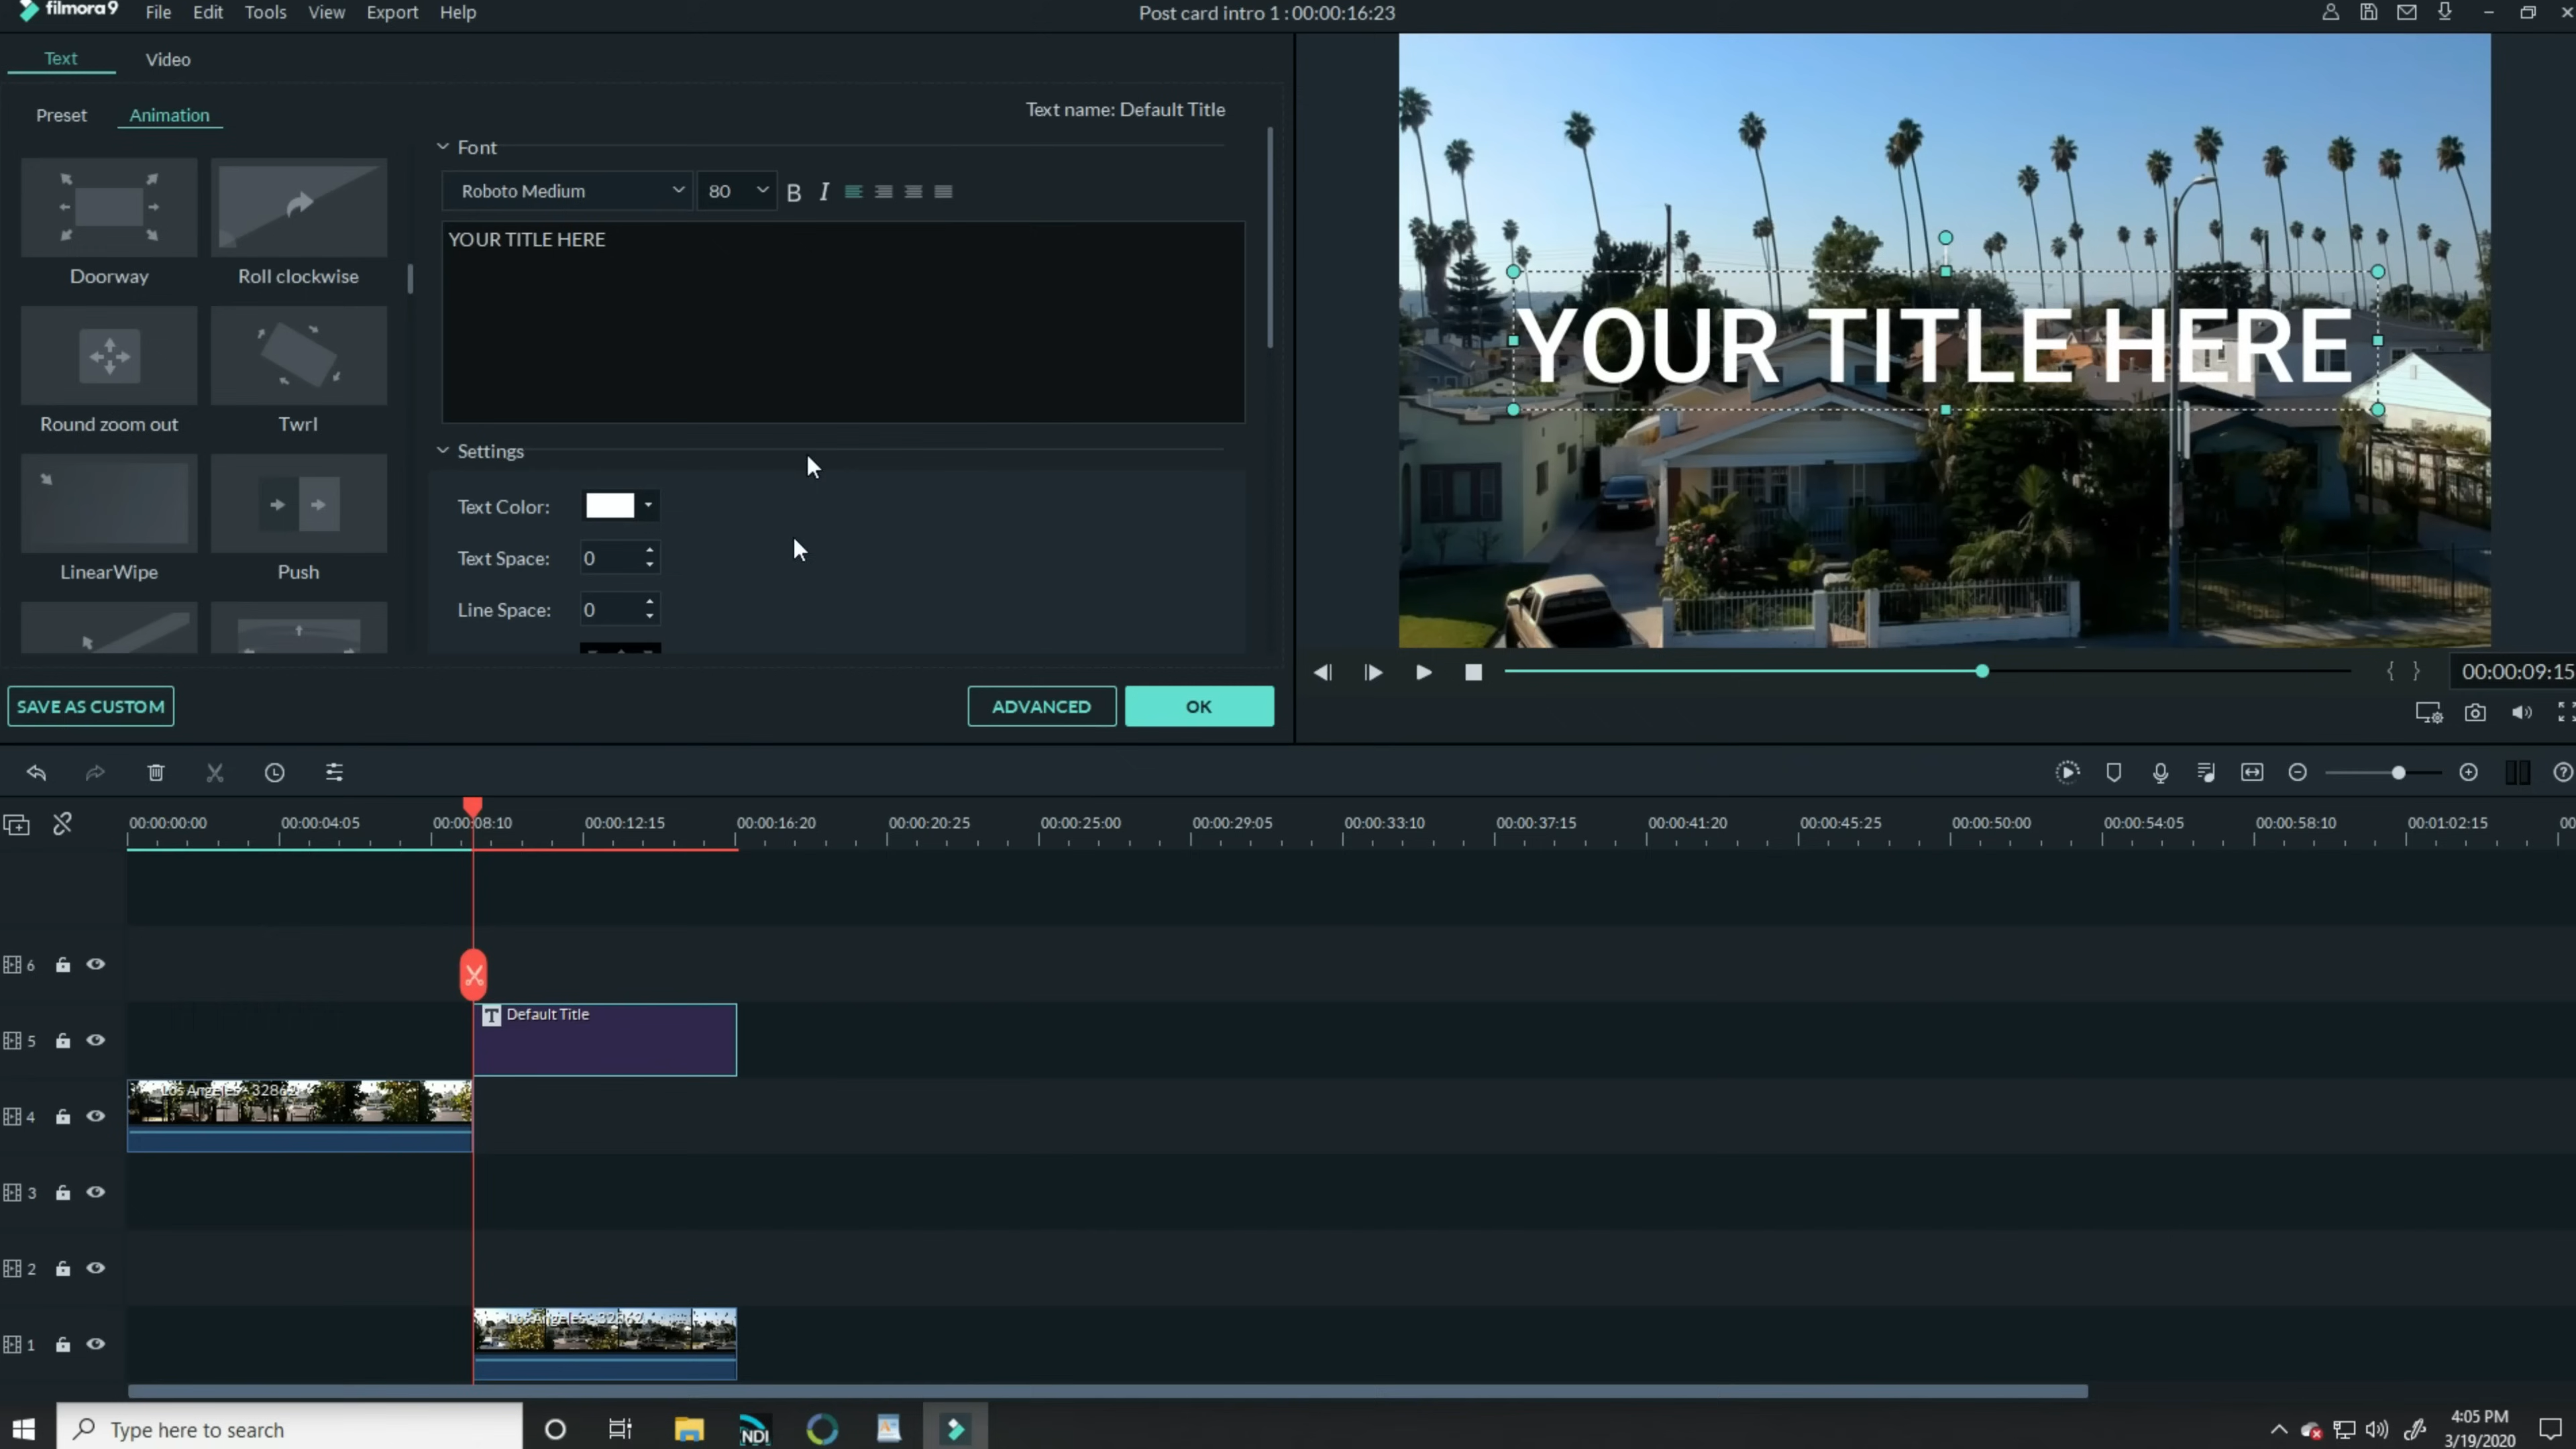 filmora9 File Edit Tools View Export Help Post card intro 1 : 00:00:16:23
Text Video
Preset Animation Text name: Default Title
Font
Roboto Medium 80 B I
YOUR TITLE HERE
Doorway Roll clockwise
Round zoom out Twrl
Settings
Text Color:
Text Space: 0
LinearWipe Push
Line Space: 0
YOUR TITLE HERE
00:00:09:15
SAVE AS CUSTOM ADVANCED OK
00:00:00:00 00:00:04:05 00:00:08:10 00:00:12:15 00:00:16:20 00:00:20:25 00:00:25:00 00:00:29:05 00:00:33:10 00:00:37:15 00:00:41:20 00:00:45:25 00:00:50:00 00:00:54:05 00:00:58:10 00:01:02:15 00
6
T Default Title
5
Los Angeles - 32862
4
3
2
Los Angeles - 32862
1
Type here to search
NDI
4:05 PM
3/19/2020